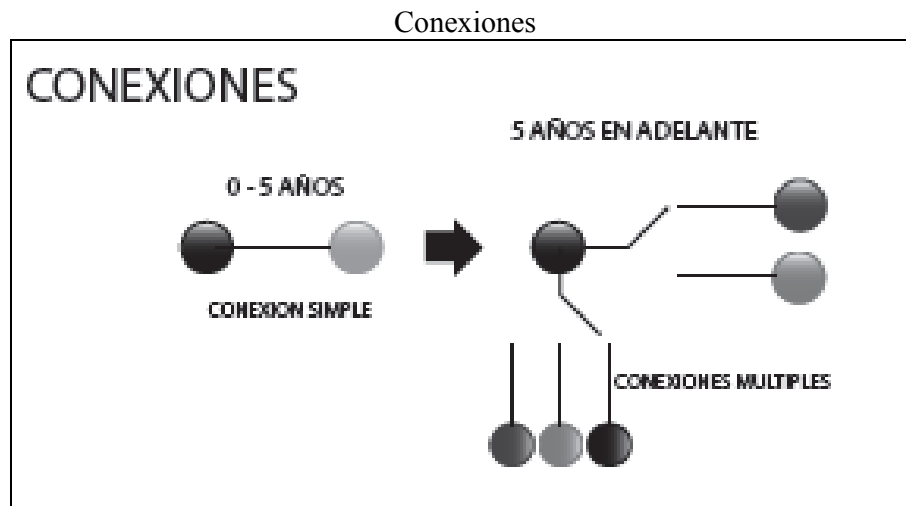 Conexiones
CONEXIONES
5 AÑOS EN ADELANTE
0 - 5 AÑOS
CONEXION SIMPLE
CONEXIONES MULTIPLES